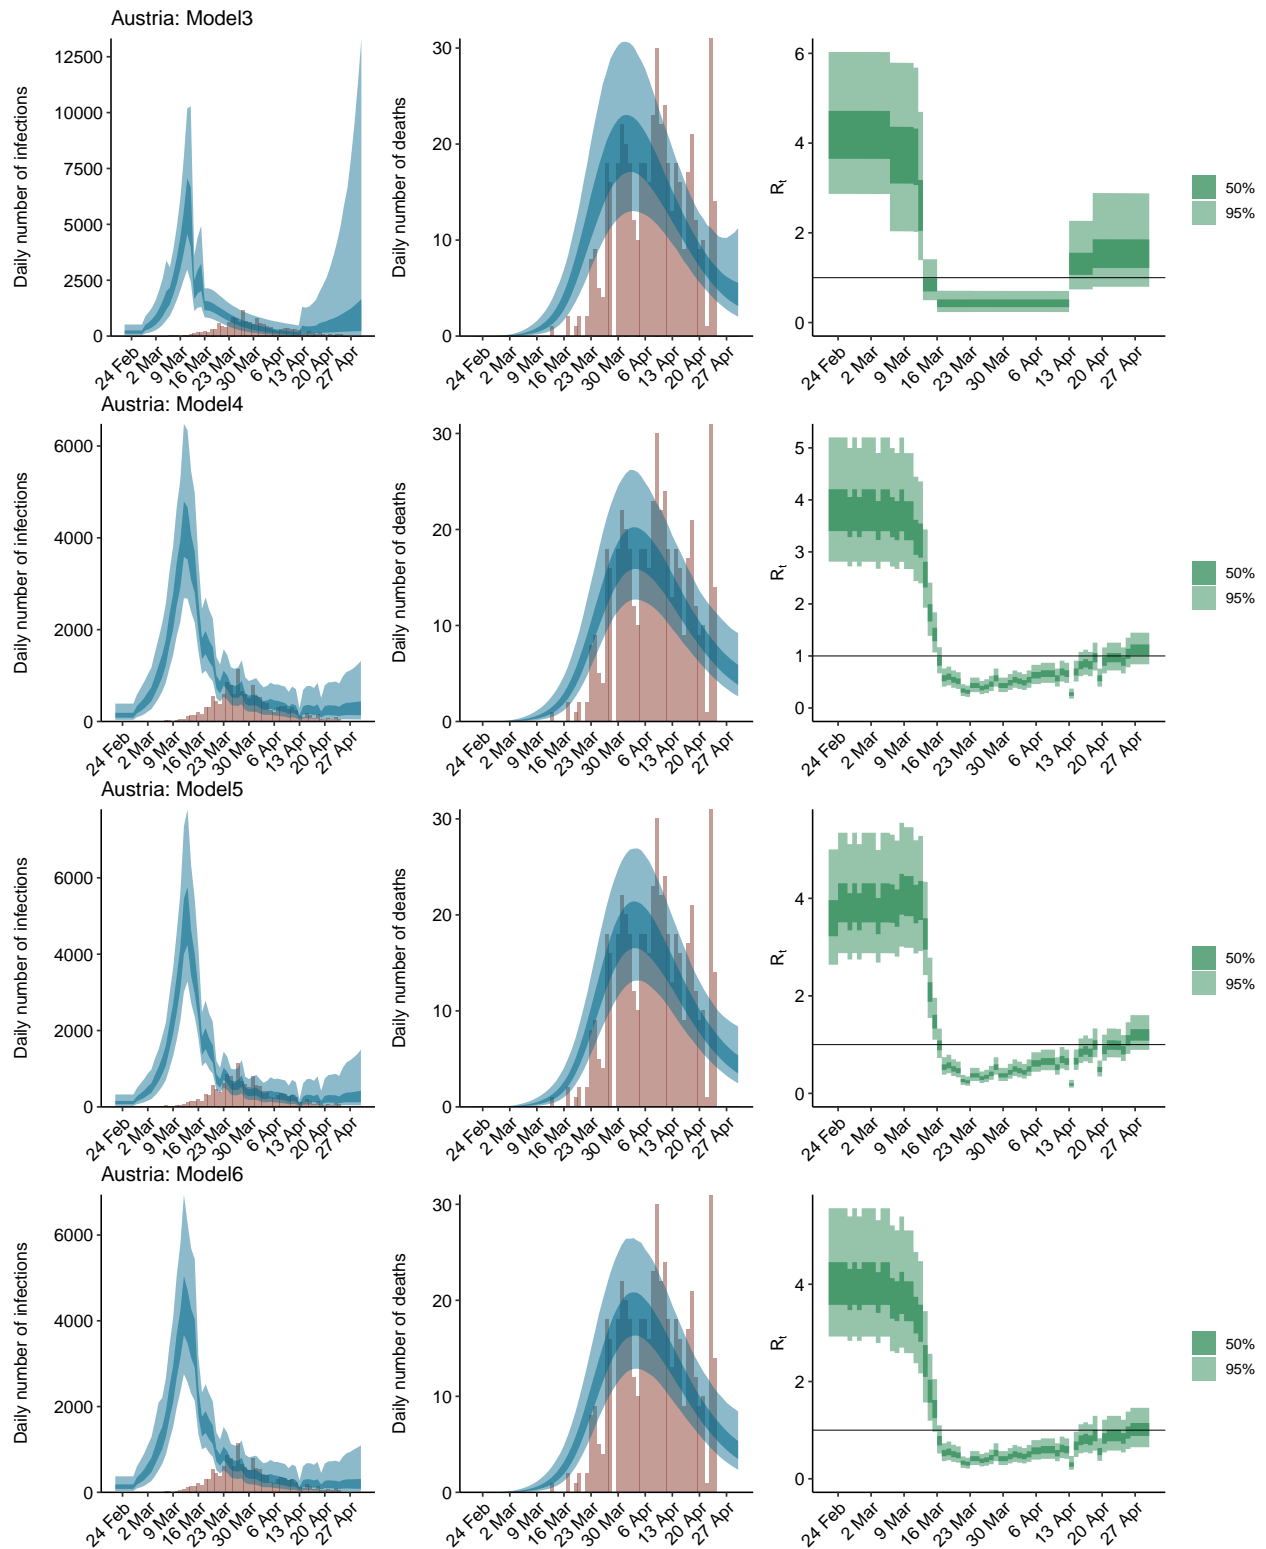 Austria: Model3
Daily number of infections
12500
10000
7500
5000
2500
0
24 Feb
2 Mar
9 Mar
16 Mar
23 Mar
30 Mar
6 Apr
13 Apr
20 Apr
27 Apr
Daily number of deaths
30
20
10
0
24 Feb
2 Mar
9 Mar
16 Mar
23 Mar
30 Mar
6 Apr
13 Apr
20 Apr
27 Apr
Rt
6
4
2
0
24 Feb
2 Mar
9 Mar
16 Mar
23 Mar
30 Mar
6 Apr
13 Apr
20 Apr
27 Apr
50%
95%
Austria: Model4
Daily number of infections
6000
4000
2000
0
24 Feb
2 Mar
9 Mar
16 Mar
23 Mar
30 Mar
6 Apr
13 Apr
20 Apr
27 Apr
Daily number of deaths
30
20
10
0
24 Feb
2 Mar
9 Mar
16 Mar
23 Mar
30 Mar
6 Apr
13 Apr
20 Apr
27 Apr
Rt
5
4
3
2
1
0
24 Feb
2 Mar
9 Mar
16 Mar
23 Mar
30 Mar
6 Apr
13 Apr
20 Apr
27 Apr
50%
95%
Austria: Model5
Daily number of infections
6000
4000
2000
0
24 Feb
2 Mar
9 Mar
16 Mar
23 Mar
30 Mar
6 Apr
13 Apr
20 Apr
27 Apr
Daily number of deaths
30
20
10
0
24 Feb
2 Mar
9 Mar
16 Mar
23 Mar
30 Mar
6 Apr
13 Apr
20 Apr
27 Apr
Rt
4
2
0
24 Feb
2 Mar
9 Mar
16 Mar
23 Mar
30 Mar
6 Apr
13 Apr
20 Apr
27 Apr
50%
95%
Austria: Model6
Daily number of infections
6000
4000
2000
0
24 Feb
2 Mar
9 Mar
16 Mar
23 Mar
30 Mar
6 Apr
13 Apr
20 Apr
27 Apr
Daily number of deaths
30
20
10
0
24 Feb
2 Mar
9 Mar
16 Mar
23 Mar
30 Mar
6 Apr
13 Apr
20 Apr
27 Apr
Rt
4
2
0
24 Feb
2 Mar
9 Mar
16 Mar
23 Mar
30 Mar
6 Apr
13 Apr
20 Apr
27 Apr
50%
95%